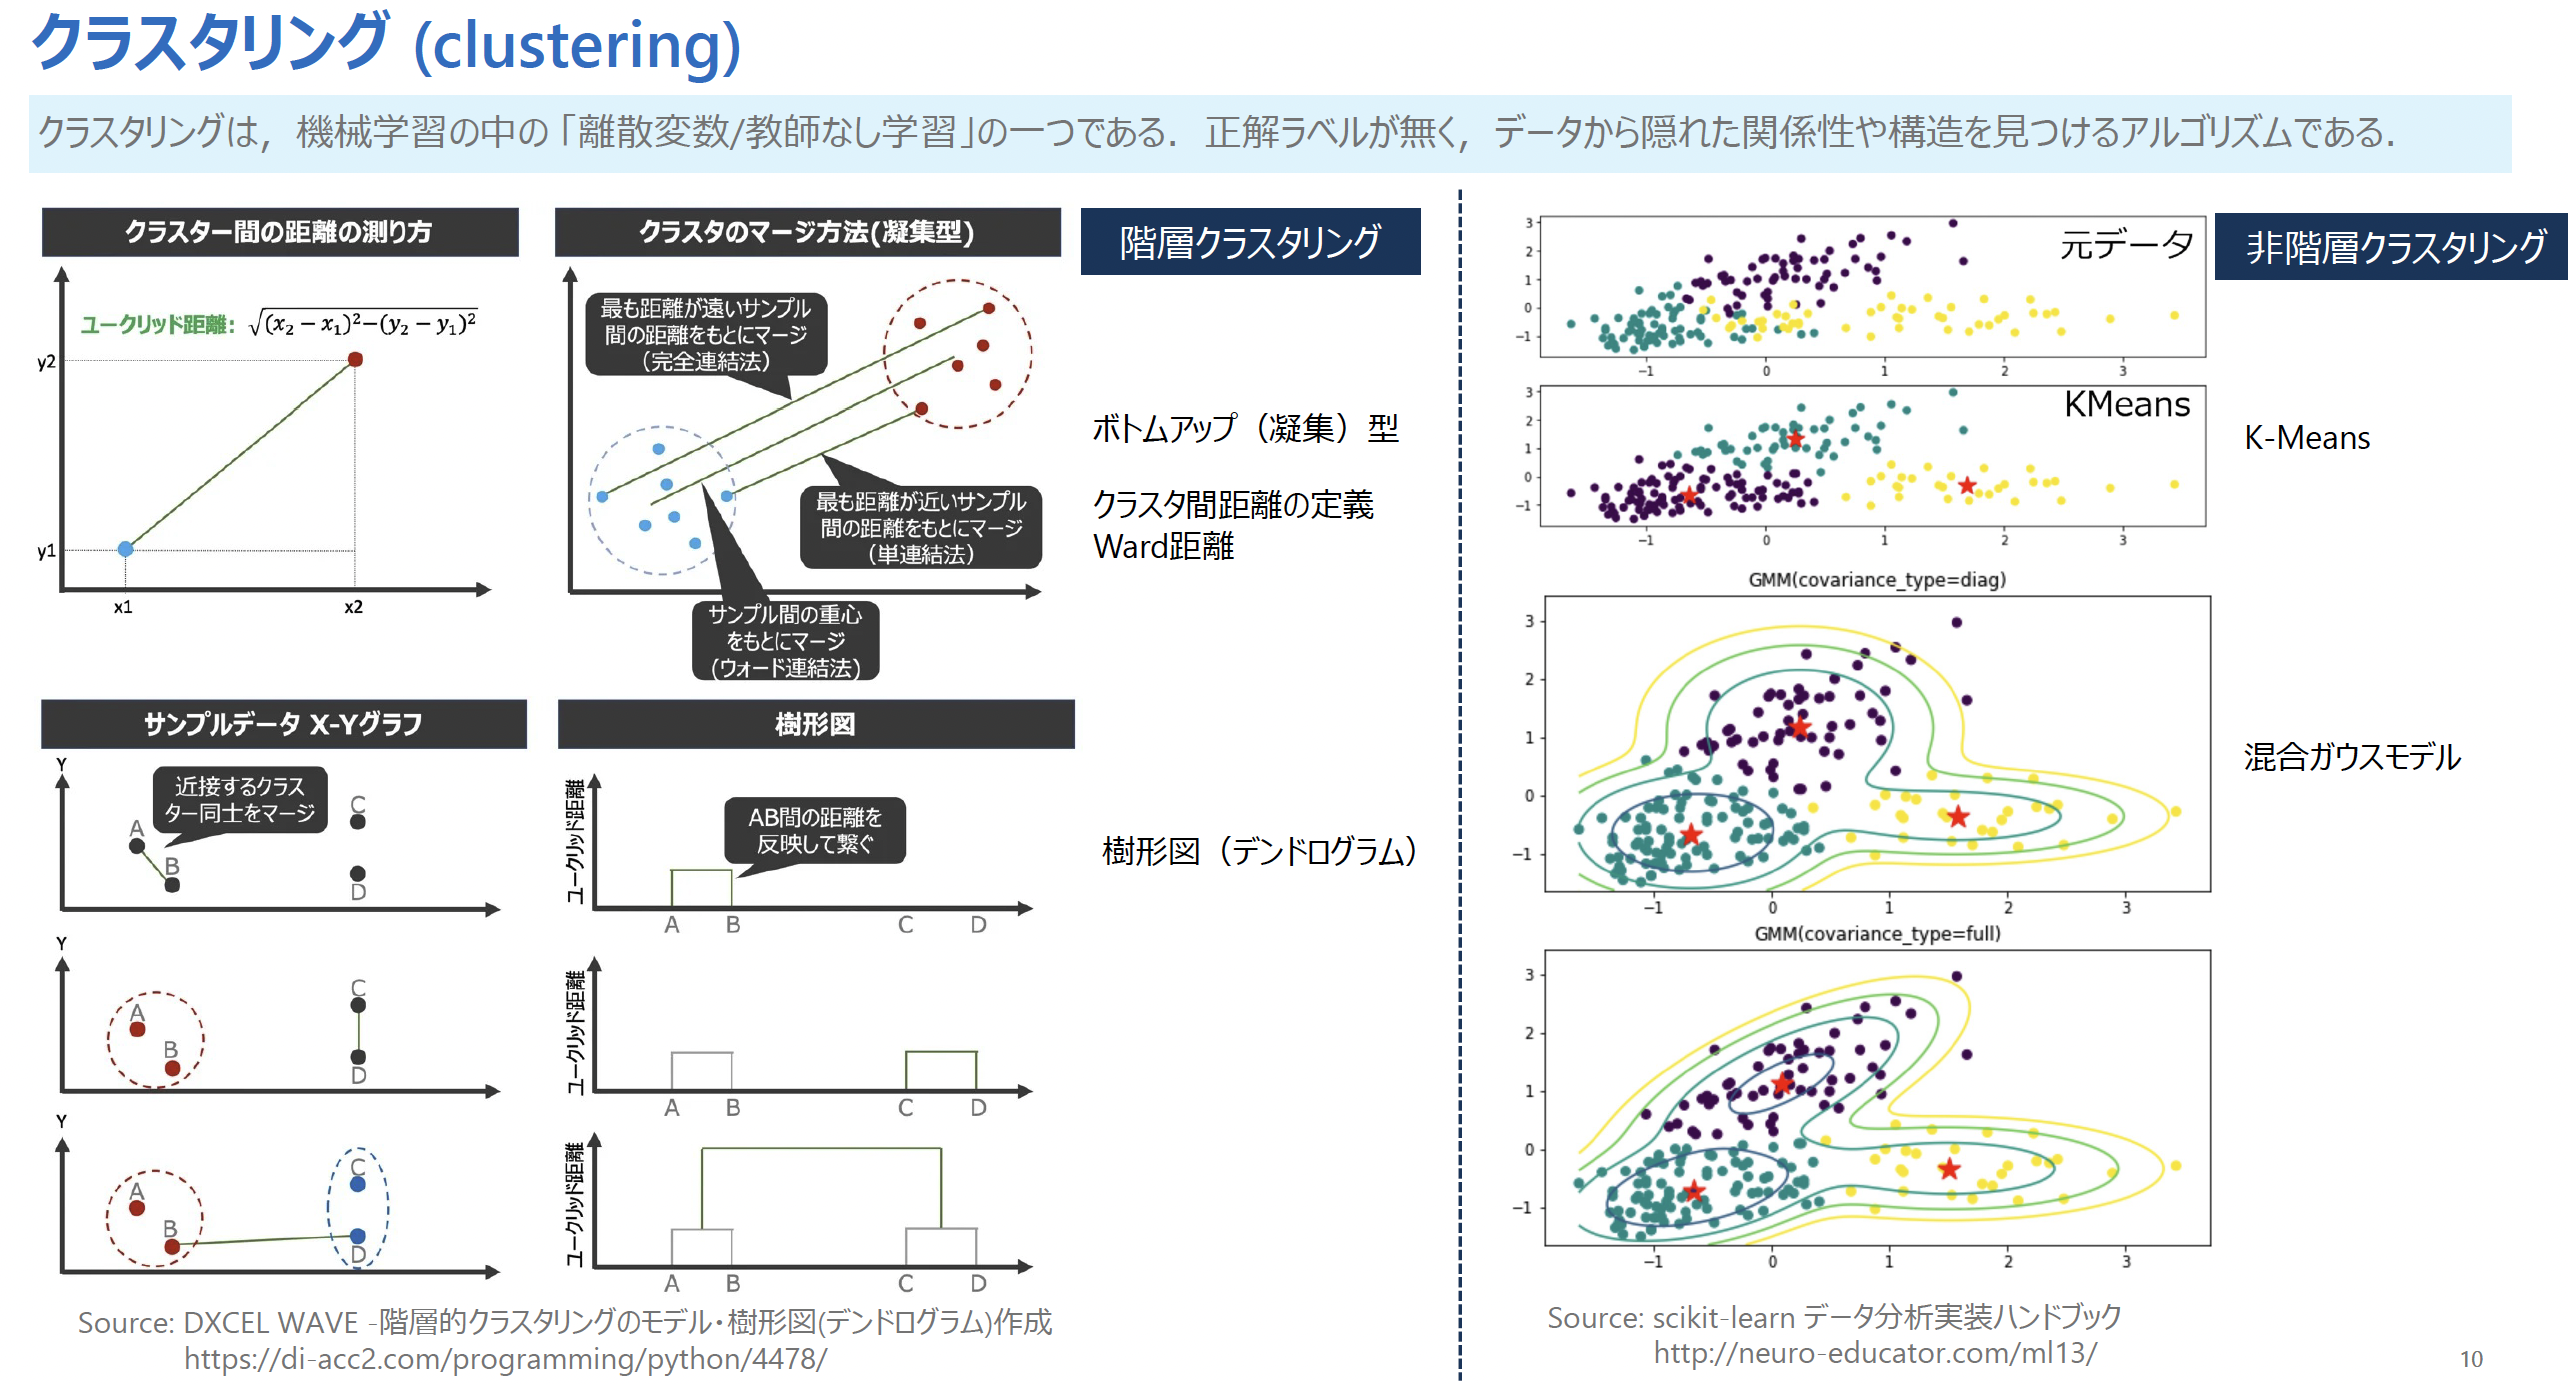 クラスタリング (clustering)
クラスタリングは，機械学習の中の「離散変数/教師なし学習」の一つである．正解ラベルが無く，データから隠れた関係性や構造を見つけるアルゴリズムである．
クラスター間の距離の測り方
ユークリッド距離: √(x₂ − x₁)²−(y₂ − y₁)²
y2
y1
x1
x2
クラスタのマージ方法(凝集型)
最も距離が遠いサンプル
間の距離をもとにマージ
（完全連結法）
最も距離が近いサンプル
間の距離をもとにマージ
（単連結法）
サンプル間の重心
をもとにマージ
(ウォード連結法)
階層クラスタリング
ボトムアップ（凝集）型
クラスタ間距離の定義
Ward距離
樹形図（デンドログラム）
サンプルデータ X-Yグラフ
Y
近接するクラス
ター同士をマージ
A
B
C
D
Y
A
B
C
D
Y
A
B
C
D
樹形図
ユークリッド距離
AB間の距離を
反映して繋ぐ
A B C D
ユークリッド距離
A B C D
ユークリッド距離
A B C D
Source: DXCEL WAVE -階層的クラスタリングのモデル・樹形図(デンドログラム)作成
https://di-acc2.com/programming/python/4478/
非階層クラスタリング
元データ
3
2
1
0
−1
−1 0 1 2 3
KMeans
3
2
1
0
−1
−1 0 1 2 3
K-Means
GMM(covariance_type=diag)
3
2
1
0
−1
−1 0 1 2 3
混合ガウスモデル
GMM(covariance_type=full)
3
2
1
0
−1
−1 0 1 2 3
Source: scikit-learn データ分析実装ハンドブック
http://neuro-educator.com/ml13/
10